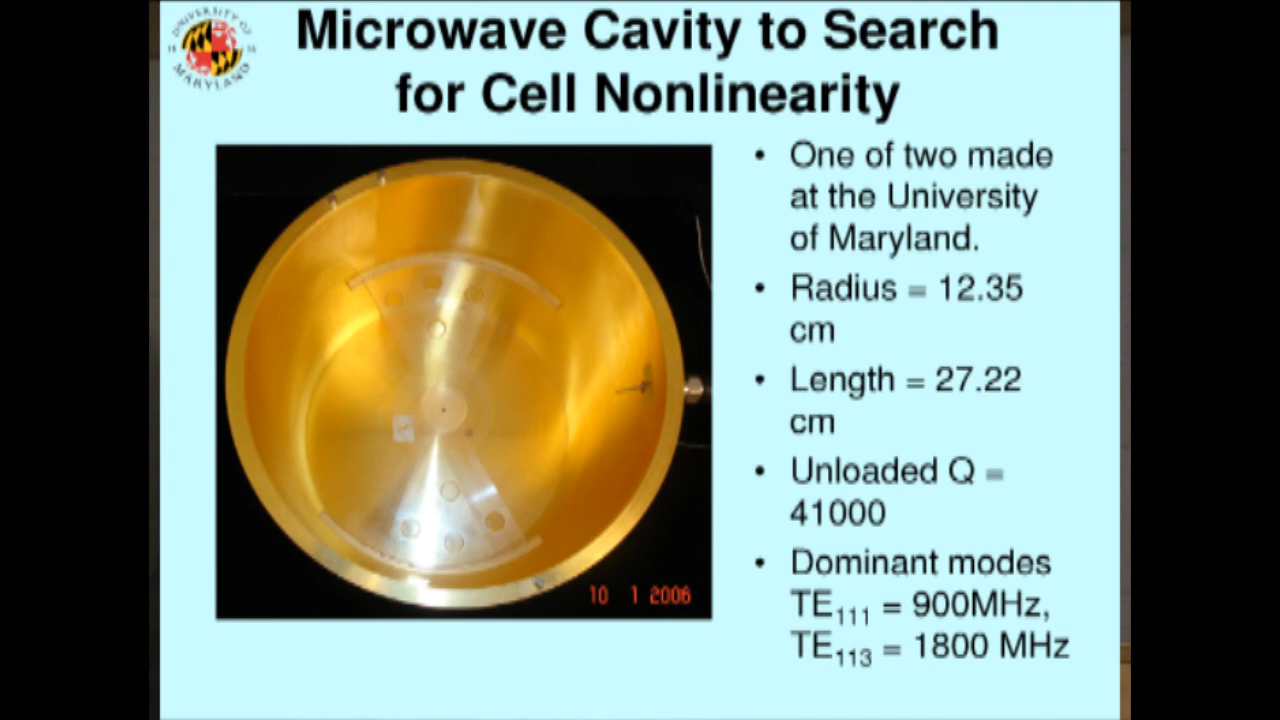 UNIVERSITY OF
18 56
MARYLAND
Microwave Cavity to Search
for Cell Nonlinearity
• One of two made
at the University
of Maryland.
• Radius = 12.35
cm
• Length = 27.22
cm
• Unloaded Q =
41000
• Dominant modes
TE111 = 900MHz,
TE113 = 1800 MHz
10 1 2006